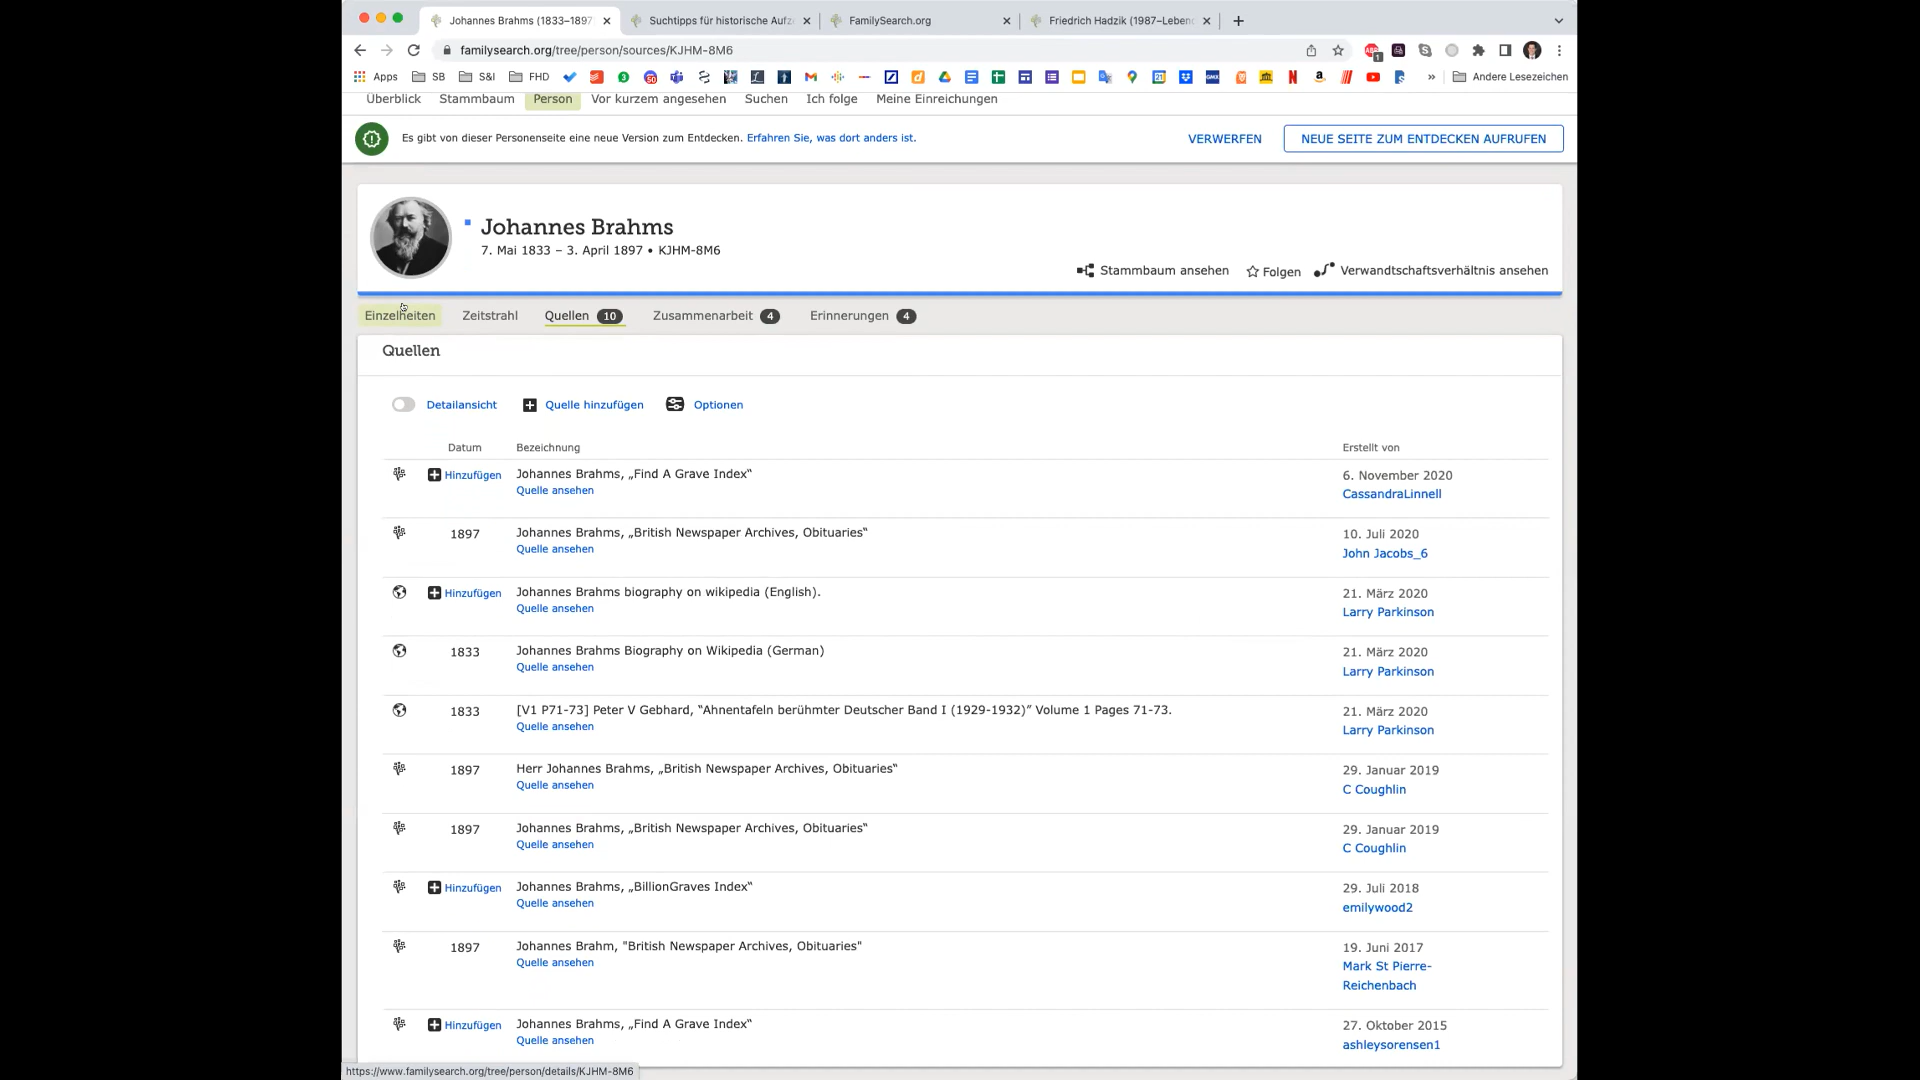 Johannes Brahms (1833–1897
Suchtipps für historische Aufz
FamilySearch.org
Friedrich Hadzik (1987–Leben
familysearch.org/tree/person/sources/KJHM-8M6
Apps SB S&I FHD Andere Lesezeichen
Überblick Stammbaum Person Vor kurzem angesehen Suchen Ich folge Meine Einreichungen
Es gibt von dieser Personenseite eine neue Version zum Entdecken. Erfahren Sie, was dort anders ist.
VERWERFEN
NEUE SEITE ZUM ENTDECKEN AUFRUFEN
Johannes Brahms
7. Mai 1833 – 3. April 1897 • KJHM-8M6
Stammbaum ansehen Folgen Verwandtschaftsverhältnis ansehen
Einzelheiten Zeitstrahl Quellen 10 Zusammenarbeit 4 Erinnerungen 4
Quellen
Detailansicht Quelle hinzufügen Optionen
Datum Bezeichnung Erstellt von
Hinzufügen Johannes Brahms, „Find A Grave Index“ 6. November 2020
Quelle ansehen CassandraLinnell
1897 Johannes Brahms, „British Newspaper Archives, Obituaries“ 10. Juli 2020
Quelle ansehen John Jacobs_6
Hinzufügen Johannes Brahms biography on wikipedia (English). 21. März 2020
Quelle ansehen Larry Parkinson
1833 Johannes Brahms Biography on Wikipedia (German) 21. März 2020
Quelle ansehen Larry Parkinson
1833 [V1 P71-73] Peter V Gebhard, “Ahnentafeln berühmter Deutscher Band I (1929-1932)” Volume 1 Pages 71-73. 21. März 2020
Quelle ansehen Larry Parkinson
1897 Herr Johannes Brahms, „British Newspaper Archives, Obituaries“ 29. Januar 2019
Quelle ansehen C Coughlin
1897 Johannes Brahms, „British Newspaper Archives, Obituaries“ 29. Januar 2019
Quelle ansehen C Coughlin
Hinzufügen Johannes Brahms, „BillionGraves Index“ 29. Juli 2018
Quelle ansehen emilywood2
1897 Johannes Brahm, "British Newspaper Archives, Obituaries" 19. Juni 2017
Quelle ansehen Mark St Pierre-
Reichenbach
Hinzufügen Johannes Brahms, „Find A Grave Index“ 27. Oktober 2015
Quelle ansehen ashleysorensen1
https://www.familysearch.org/tree/person/details/KJHM-8M6